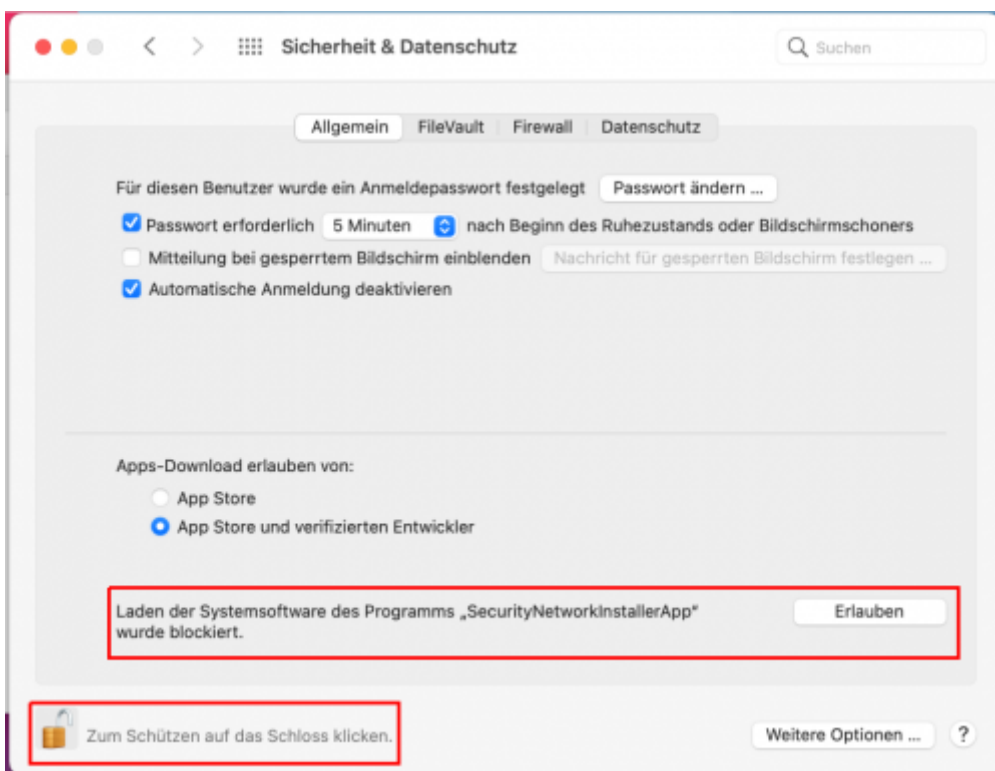 Sicherheit & Datenschutz
Suchen
Allgemein FileVault Firewall Datenschutz
Für diesen Benutzer wurde ein Anmeldepasswort festgelegt Passwort ändern ...
Passwort erforderlich 5 Minuten nach Beginn des Ruhezustands oder Bildschirmschoners
Mitteilung bei gesperrtem Bildschirm einblenden Nachricht für gesperrten Bildschirm festlegen ...
Automatische Anmeldung deaktivieren
Apps-Download erlauben von:
App Store
App Store und verifizierten Entwickler
Laden der Systemsoftware des Programms „SecurityNetworkInstallerApp“ Erlauben
wurde blockiert.
Zum Schützen auf das Schloss klicken.
Weitere Optionen ... ?